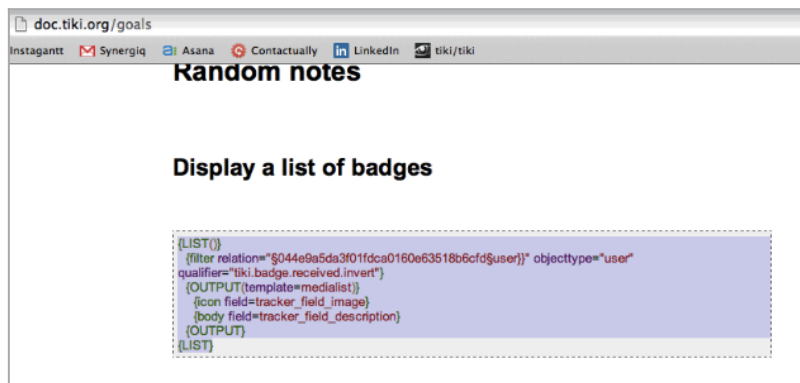 doc.tiki.org/goals
Instagantt Synergiq Asana Contactually LinkedIn tiki/tiki
Random notes
Display a list of badges
{LIST()}
{filter relation="§044e9a5da3f01fdca0160e63518b6cfd§user}}" objecttype="user"
qualifier="tiki.badge.received.invert"}
{OUTPUT(template=medialist)}
{icon field=tracker_field_image}
{body field=tracker_field_description}
{OUTPUT}
{LIST}